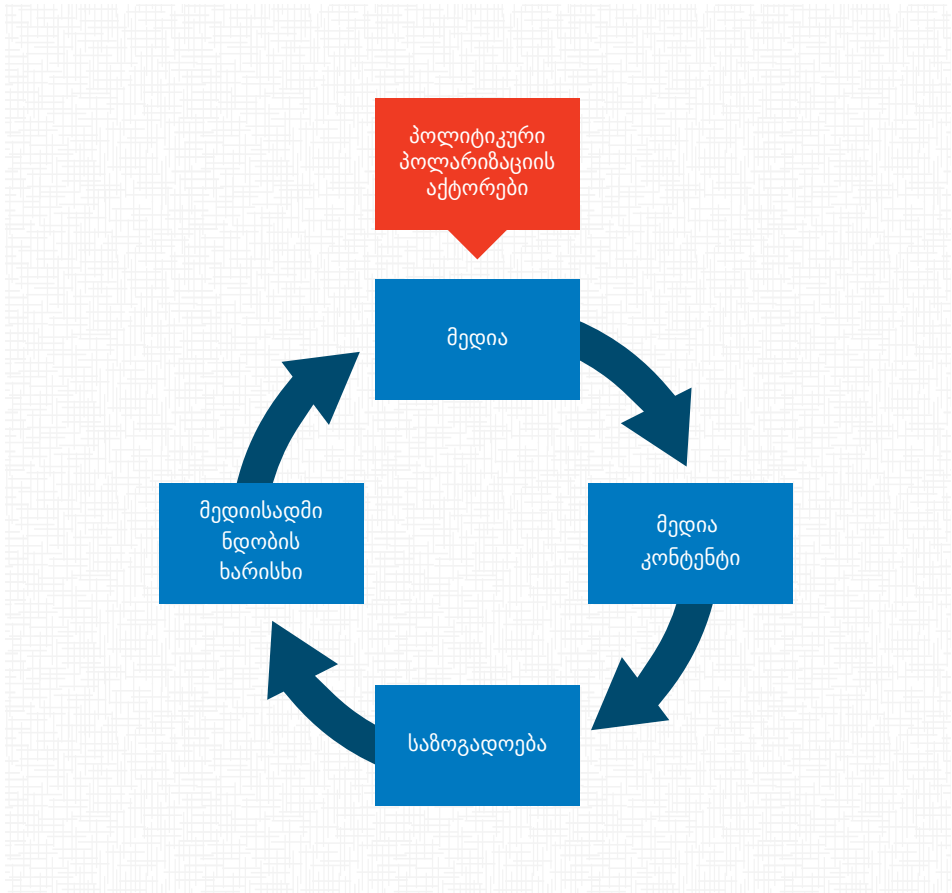 პოლიტიკური
პოლარიზაციის
აქტორები
მედია
მედიისადმი
ნდობის
ხარისხი
მედია
კონტენტი
საზოგადოება